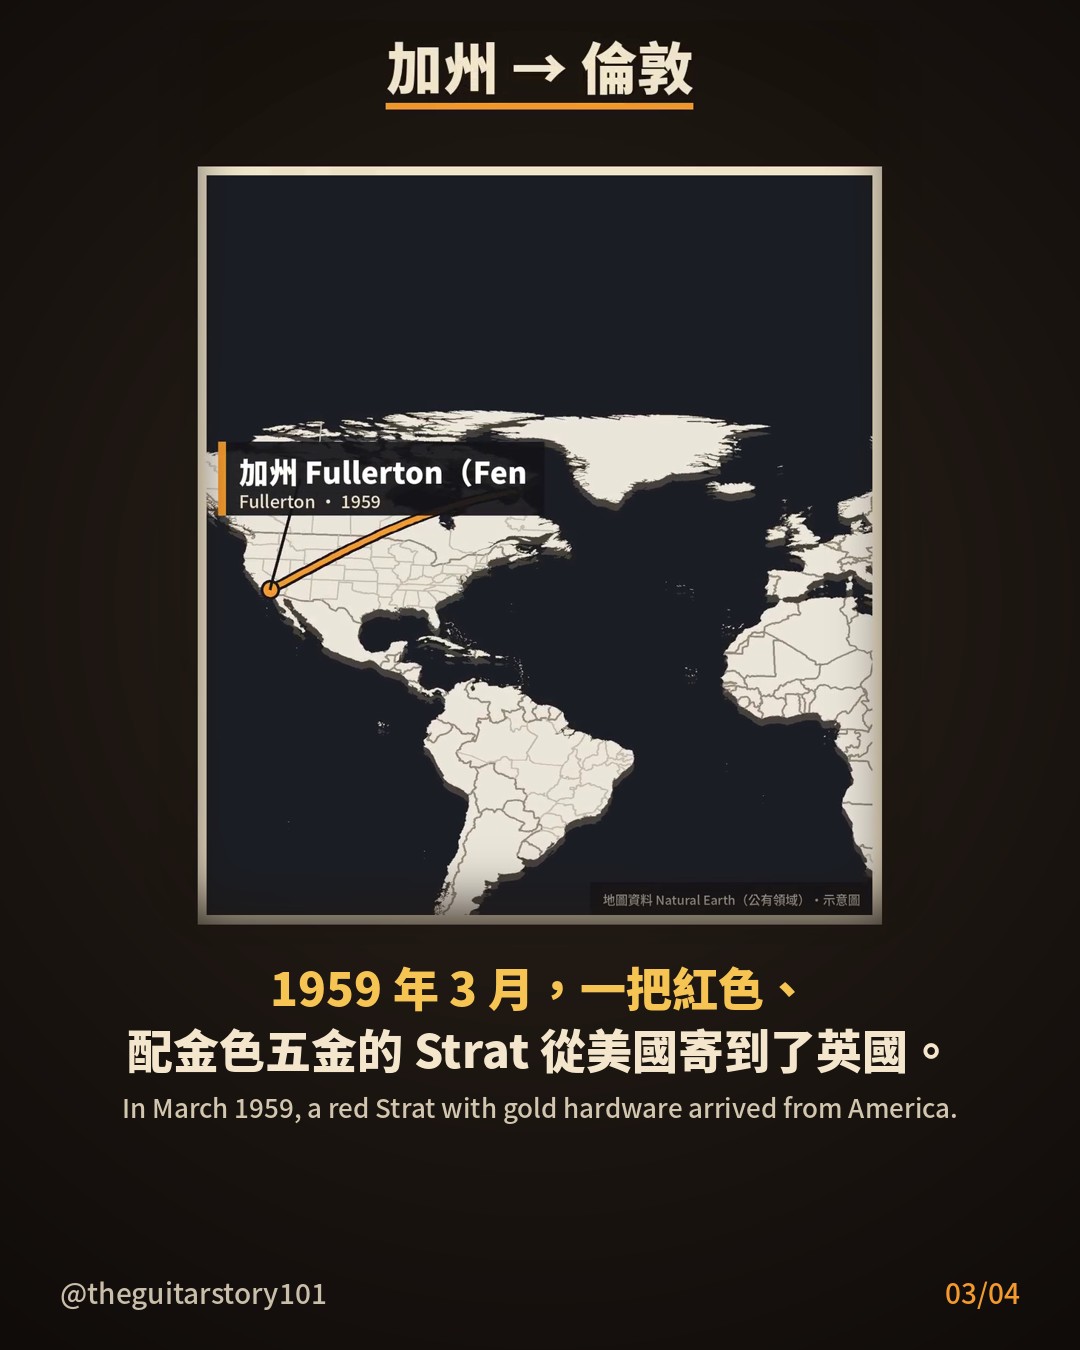 加州 → 倫敦
加州 Fullerton（Fen
Fullerton・1959
地圖資料 Natural Earth（公有領域）・示意圖
1959 年 3 月，一把紅色、
配金色五金的 Strat 從美國寄到了英國。
In March 1959, a red Strat with gold hardware arrived from America.
@theguitarstory101
03/04